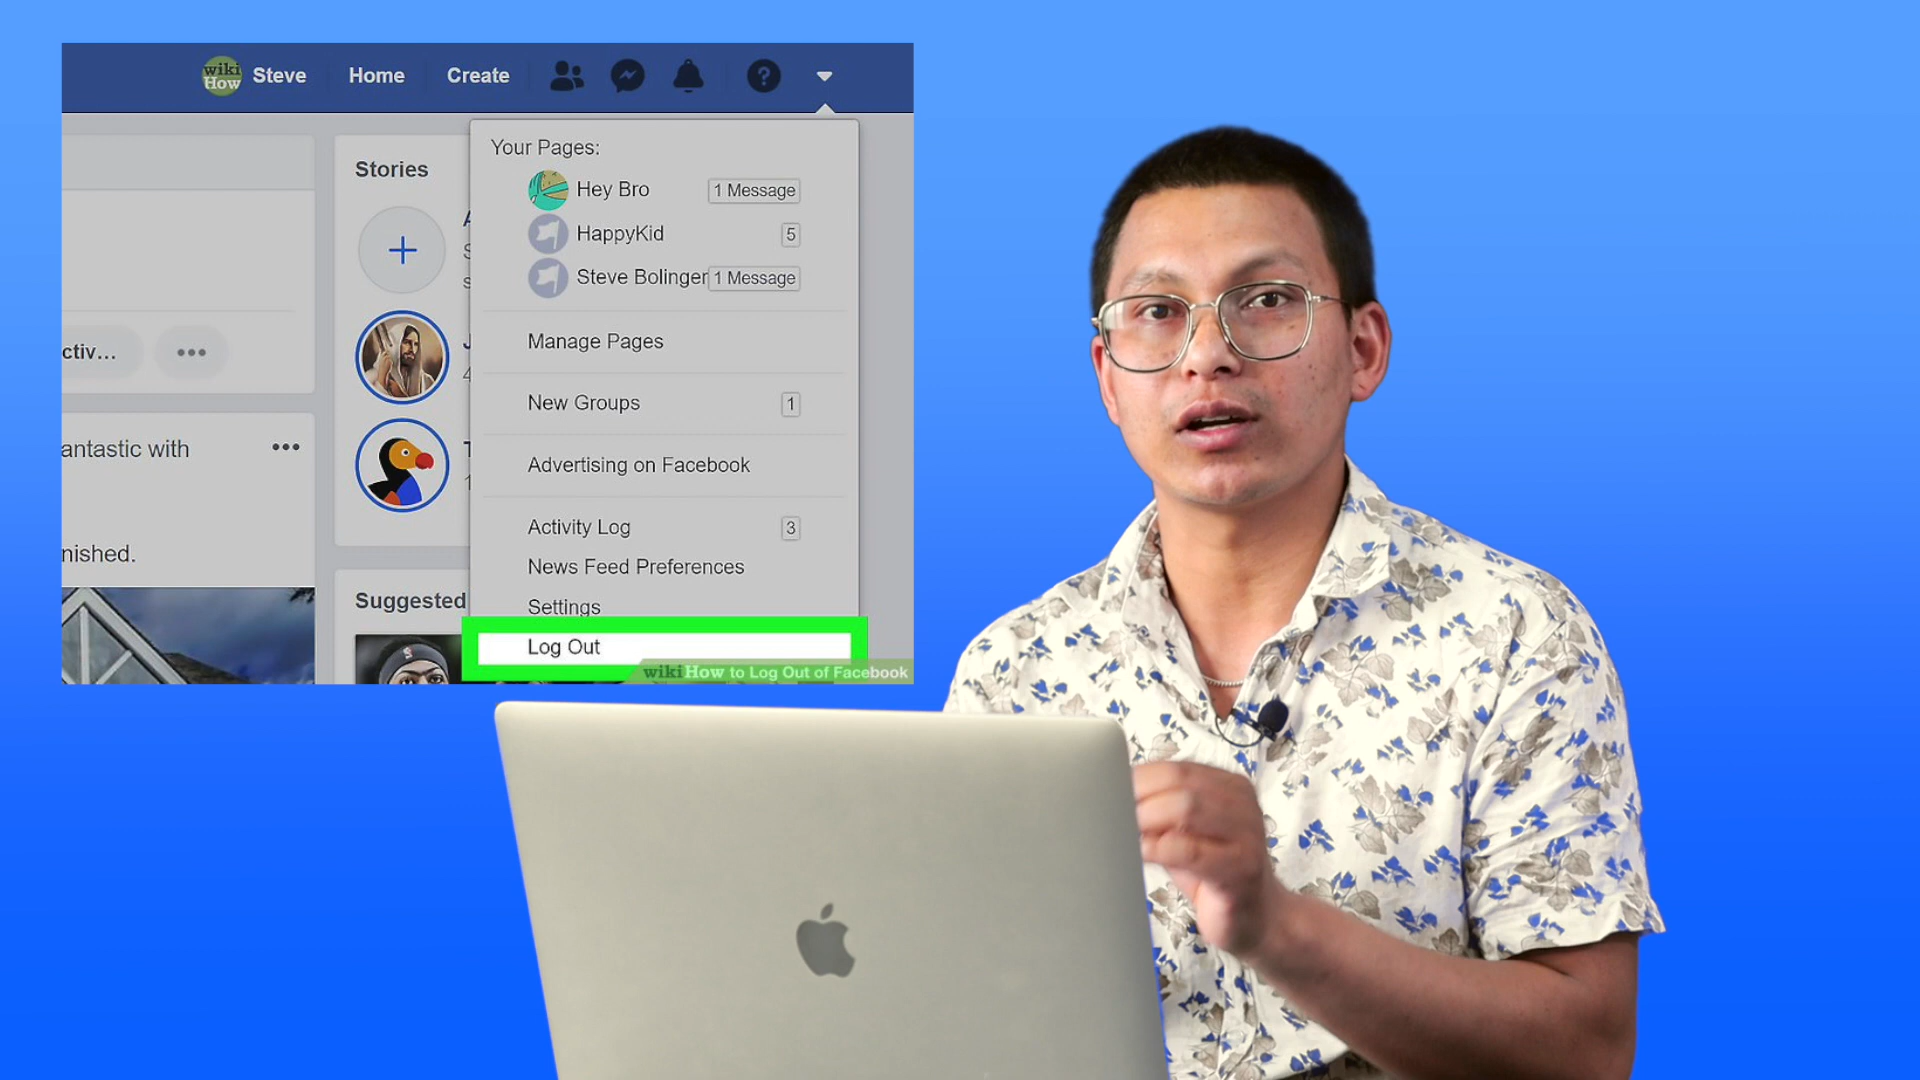 wiki
How
Steve
Home
Create
Your Pages:
Hey Bro
1 Message
HappyKid
5
Steve Bolinger
1 Message
Manage Pages
New Groups
1
Advertising on Facebook
Activity Log
3
News Feed Preferences
Settings
Log Out
Stories
ctiv...
antastic with
nished.
Suggested
wikiHow to Log Out of Facebook